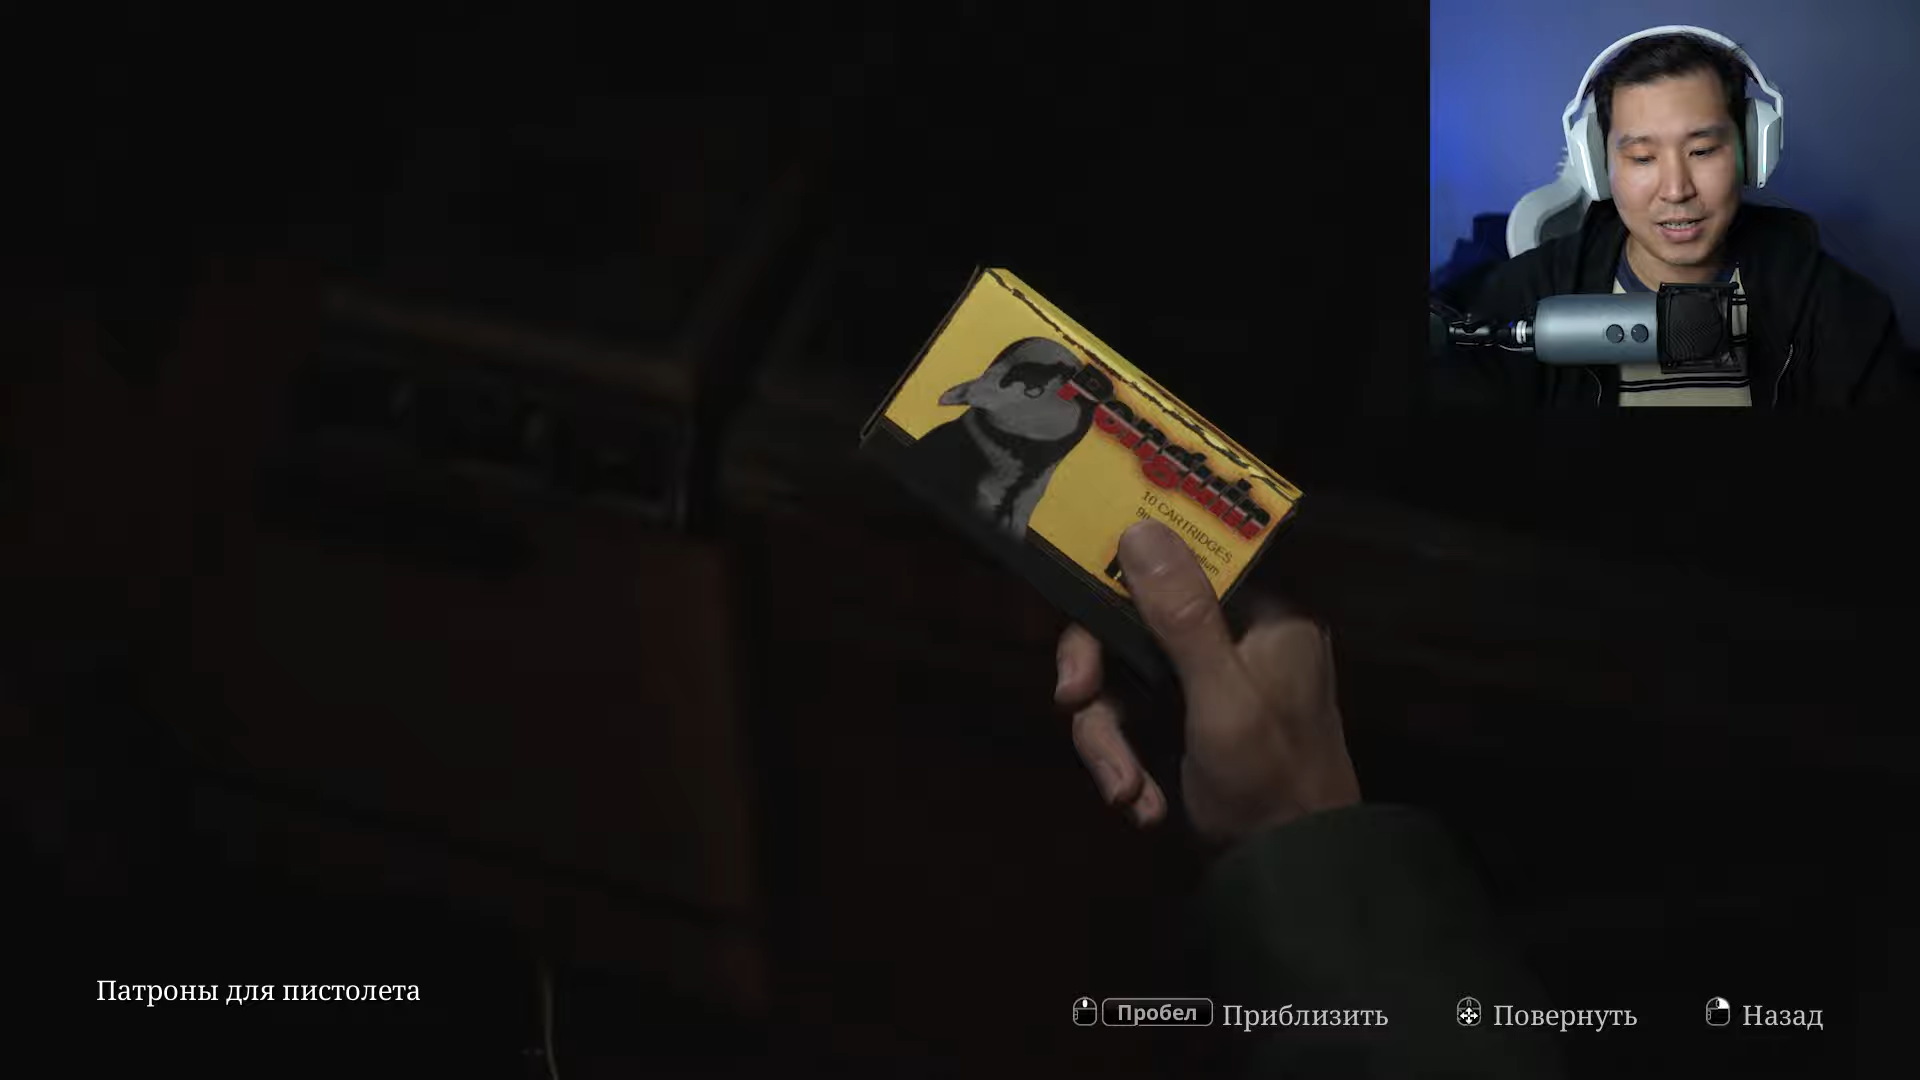 Penguin
10 CARTRIDGES
Патроны для пистолета
Пробел Приблизить
Повернуть
Назад